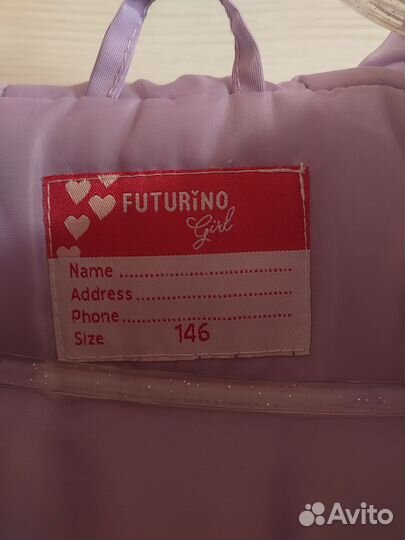 FUTURiNO
Girl
Name
Address
Phone
Size 146
Avito